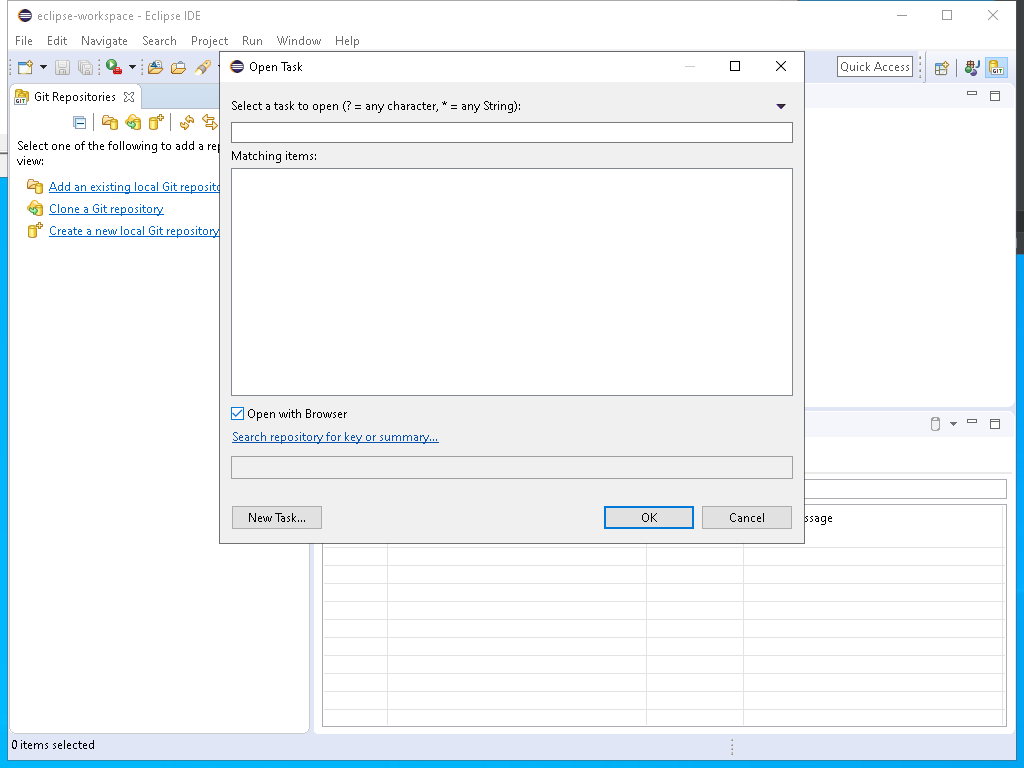 eclipse-workspace - Eclipse IDE
File Edit Navigate Search Project Run Window Help
Open Task
Quick Access
Git Repositories
Select a task to open (? = any character, * = any String):
Matching items:
Select one of the following to add a
view:
Add an existing local Git
Clone a Git repository
Create a new local Git repository
Open with Browser
Search repository for key or summary...
New Task... OK Cancel
ssage
0 items selected